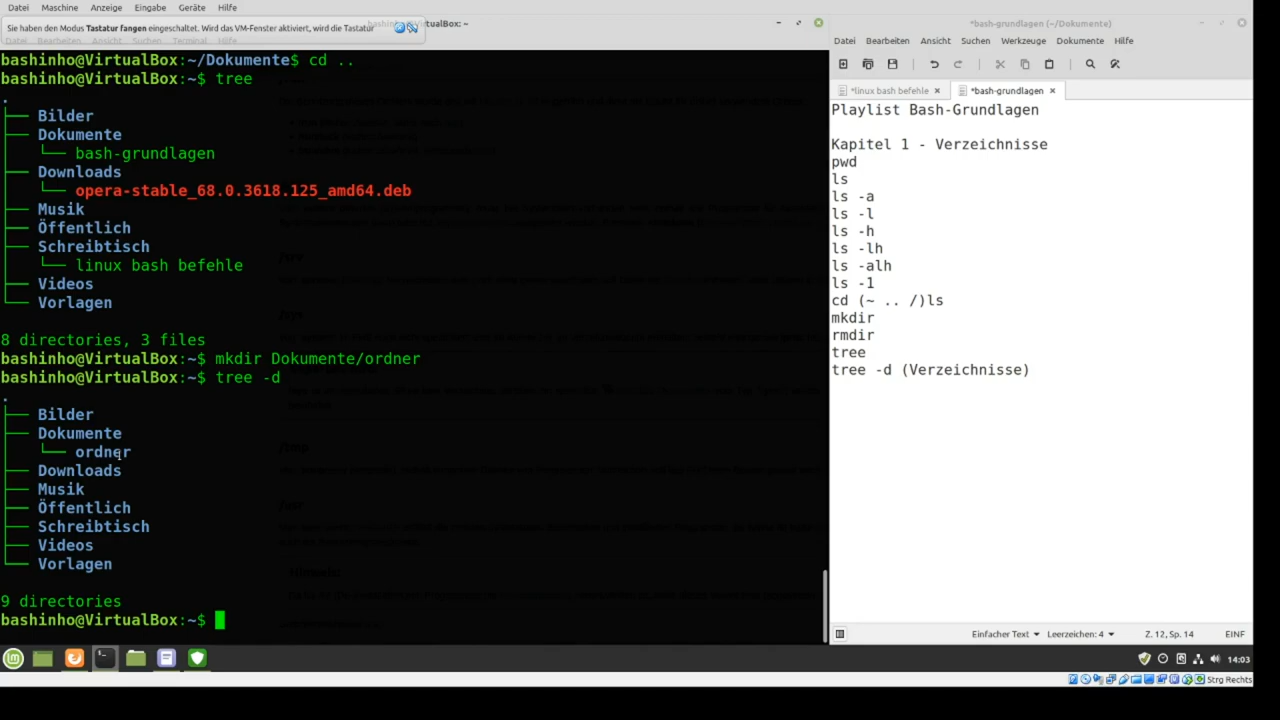 Datei Maschine Anzeige Eingabe Geräte Hilfe
Sie haben den Modus Tastatur fangen eingeschaltet. Wird das VM-Fenster aktiviert, wird die Tastatur
Datei Bearbeiten Ansicht Suchen Terminal Hilfe
bashinho@VirtualBox:~/Dokumente$ cd ..
bashinho@VirtualBox:~$ tree
.
├── Bilder
├── Dokumente
│   └── bash-grundlagen
├── Downloads
│   └── opera-stable_68.0.3618.125_amd64.deb
├── Musik
├── Öffentlich
├── Schreibtisch
│   └── linux bash befehle
├── Videos
└── Vorlagen
8 directories, 3 files
bashinho@VirtualBox:~$ mkdir Dokumente/ordner
bashinho@VirtualBox:~$ tree -d
.
├── Bilder
├── Dokumente
│   └── ordner
├── Downloads
├── Musik
├── Öffentlich
├── Schreibtisch
├── Videos
└── Vorlagen
9 directories
bashinho@VirtualBox:~$
*bash-grundlagen (~/Dokumente)
Datei Bearbeiten Ansicht Suchen Werkzeuge Dokumente Hilfe
*linux bash befehle × *bash-grundlagen ×
Playlist Bash-Grundlagen
Kapitel 1 - Verzeichnisse
pwd
ls
ls -a
ls -l
ls -h
ls -lh
ls -alh
ls -1
cd (~ .. /)ls
mkdir
rmdir
tree
tree -d (Verzeichnisse)
Einfacher Text Leerzeichen: 4 Z. 12, Sp. 14 EINF
14:03
Strg Rechts